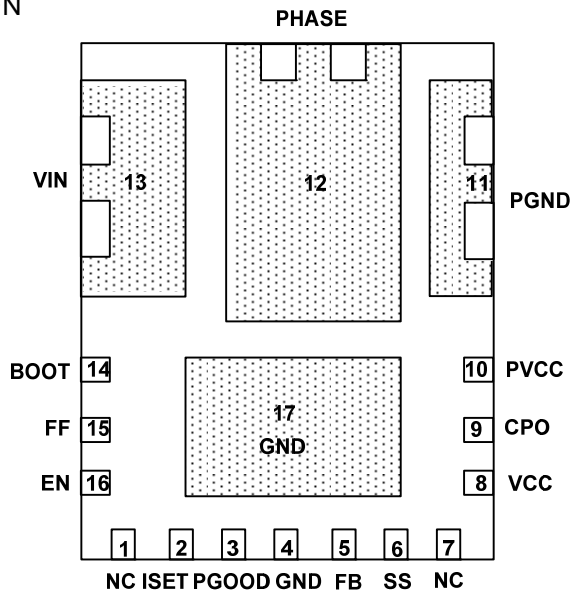 N
PHASE
VIN 13 12 11 PGND
BOOT 14 10 PVCC
17
FF 15 9 CPO
GND
EN 16 8 VCC
1 2 3 4 5 6 7
NC ISET PGOOD GND FB SS NC